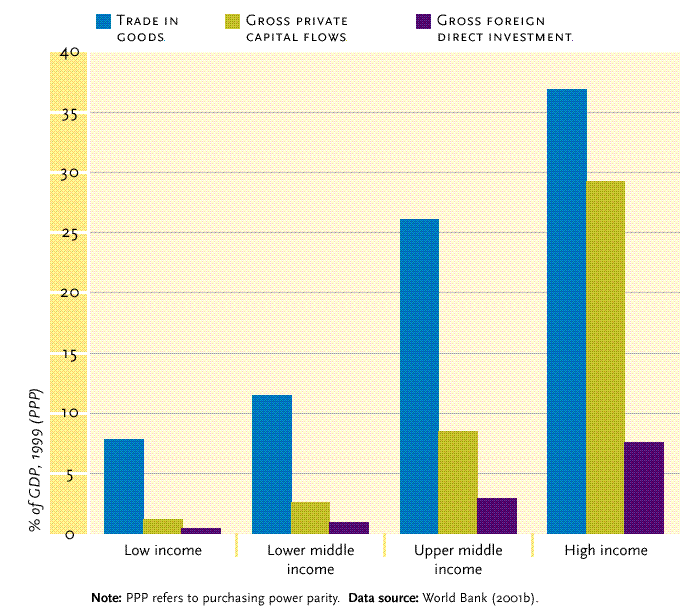 TRADE IN GOODS.
GROSS PRIVATE CAPITAL FLOWS
GROSS FOREIGN DIRECT INVESTMENT.
40
35
30
25
20
15
10
5
0
% of GDP, 1999 (PPP)
Low income
Lower middle income
Upper middle income
High income
Note: PPP refers to purchasing power parity. Data source: World Bank (2001b).